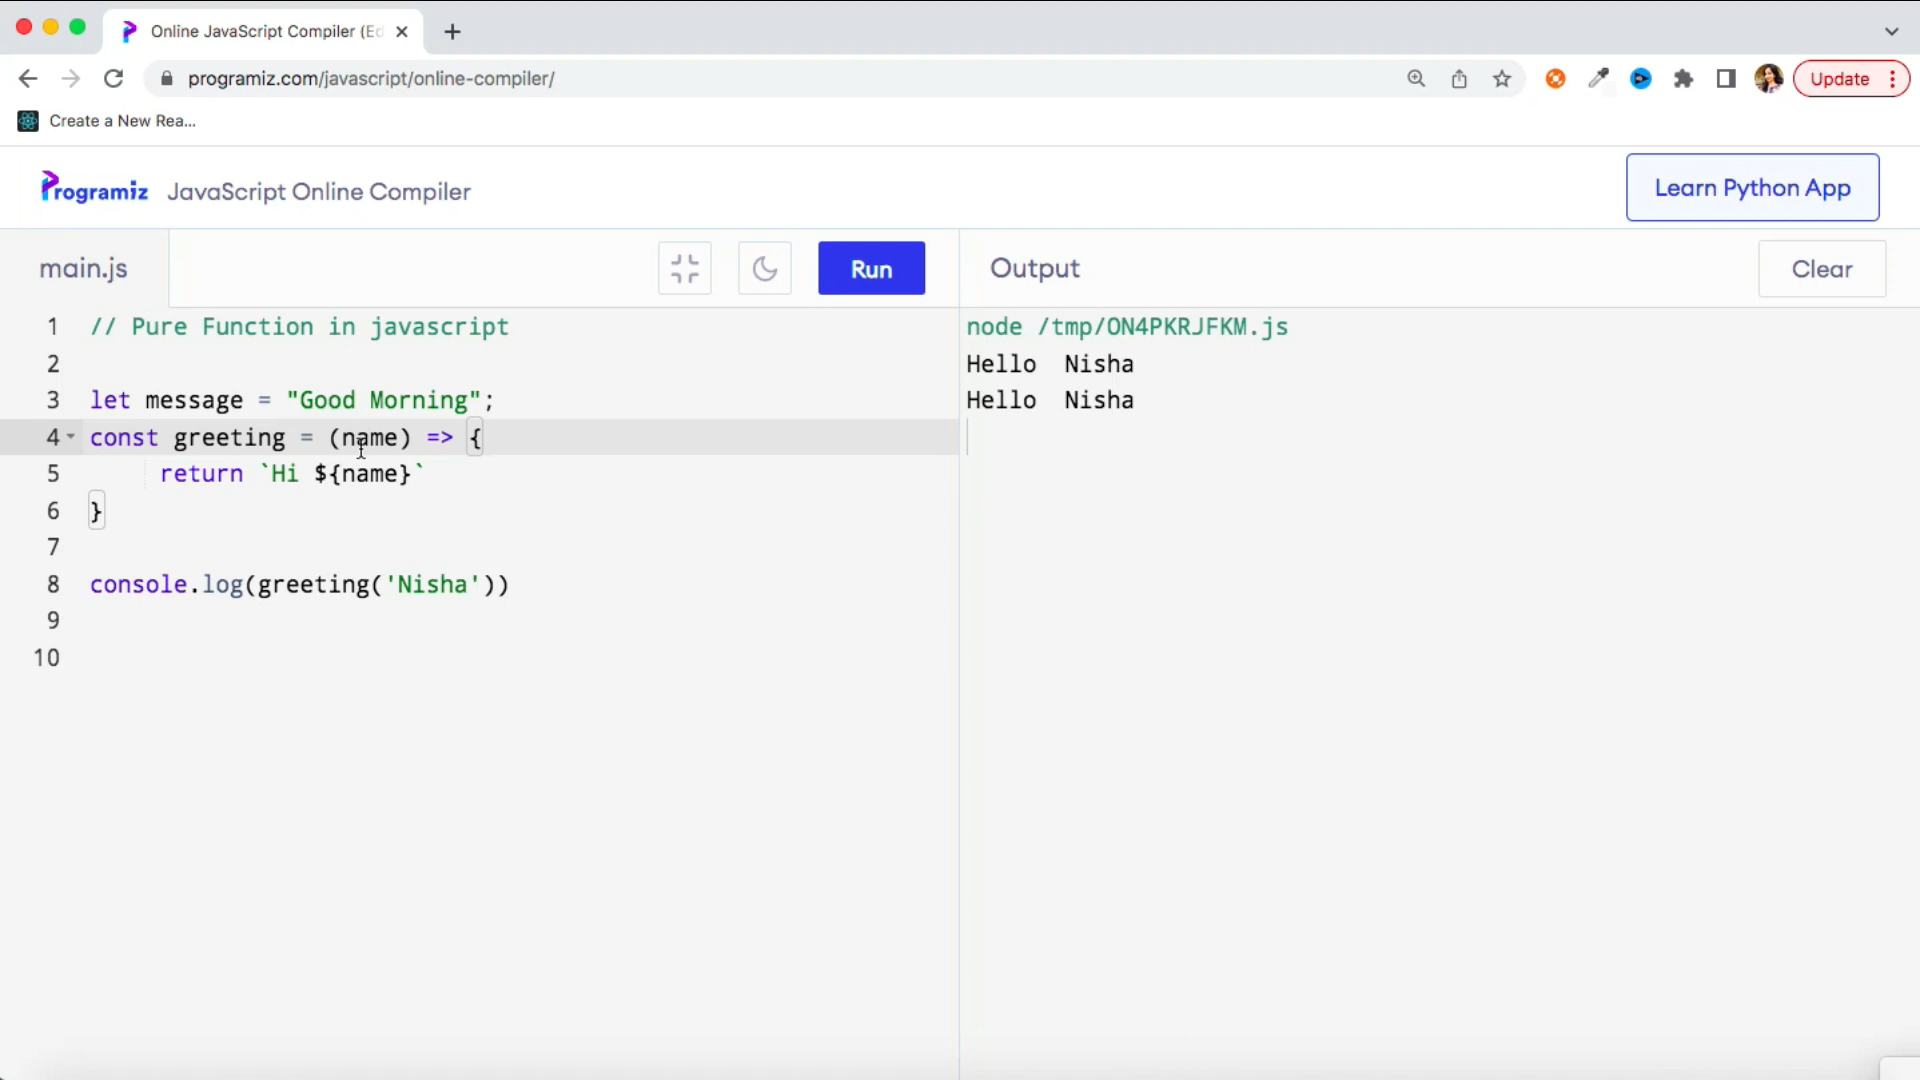 Online JavaScript Compiler (Ed
programiz.com/javascript/online-compiler/
Update
Create a New Rea...
Programiz JavaScript Online Compiler
Learn Python App
main.js
Run
Output
Clear
1 // Pure Function in javascript
2
3 let message = "Good Morning";
4 const greeting = (name) => {
5 return `Hi ${name}`
6 }
7
8 console.log(greeting('Nisha'))
9
10
node /tmp/ON4PKRJFKM.js
Hello  Nisha
Hello  Nisha